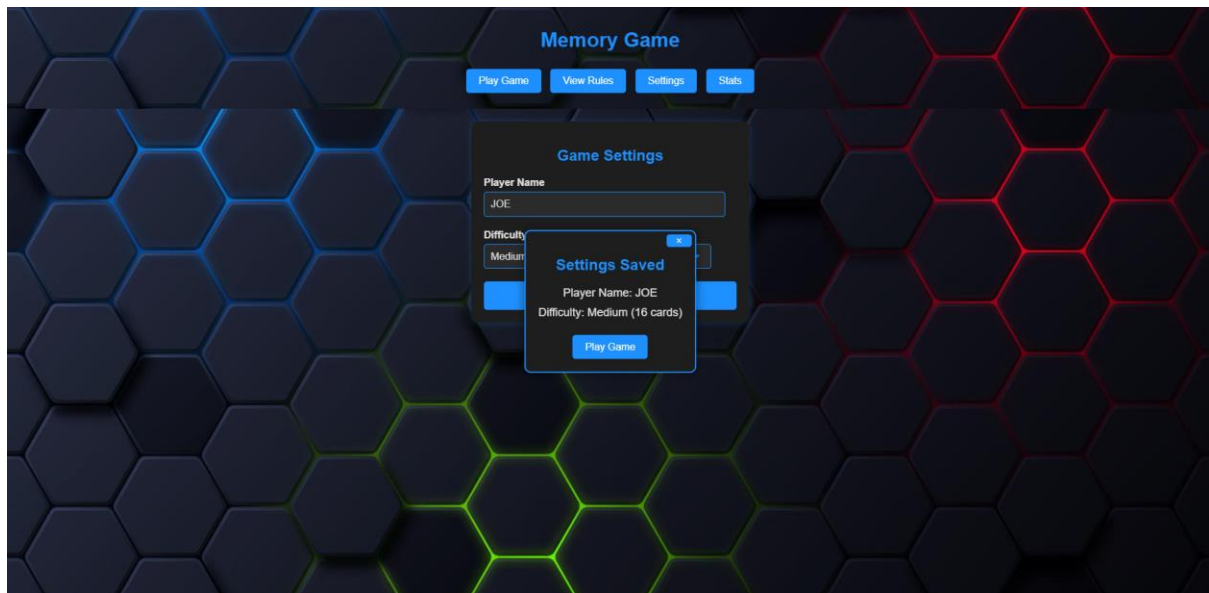 Memory Game
Play Game View Rules Settings Stats
Game Settings
Player Name
JOE
Difficulty
Medium
×
Settings Saved
Player Name: JOE
Difficulty: Medium (16 cards)
Play Game